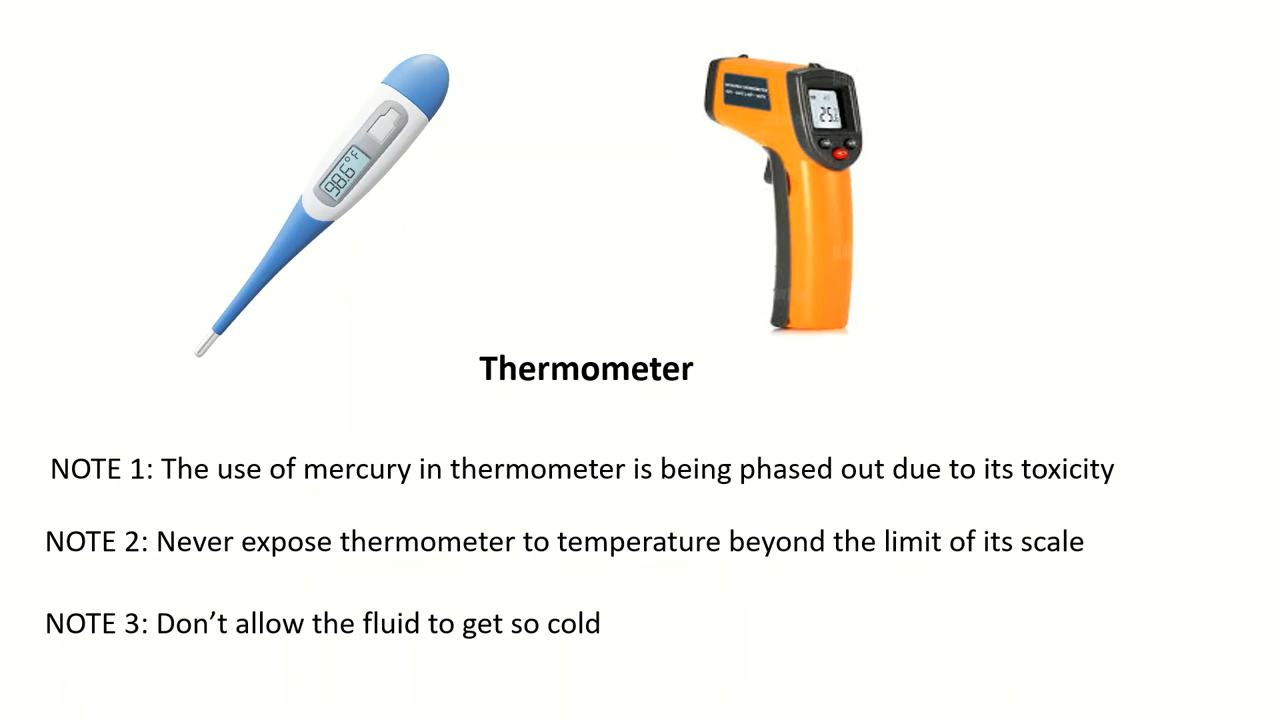 98.6°F
Thermometer
NOTE 1: The use of mercury in thermometer is being phased out due to its toxicity
NOTE 2: Never expose thermometer to temperature beyond the limit of its scale
NOTE 3: Don’t allow the fluid to get so cold